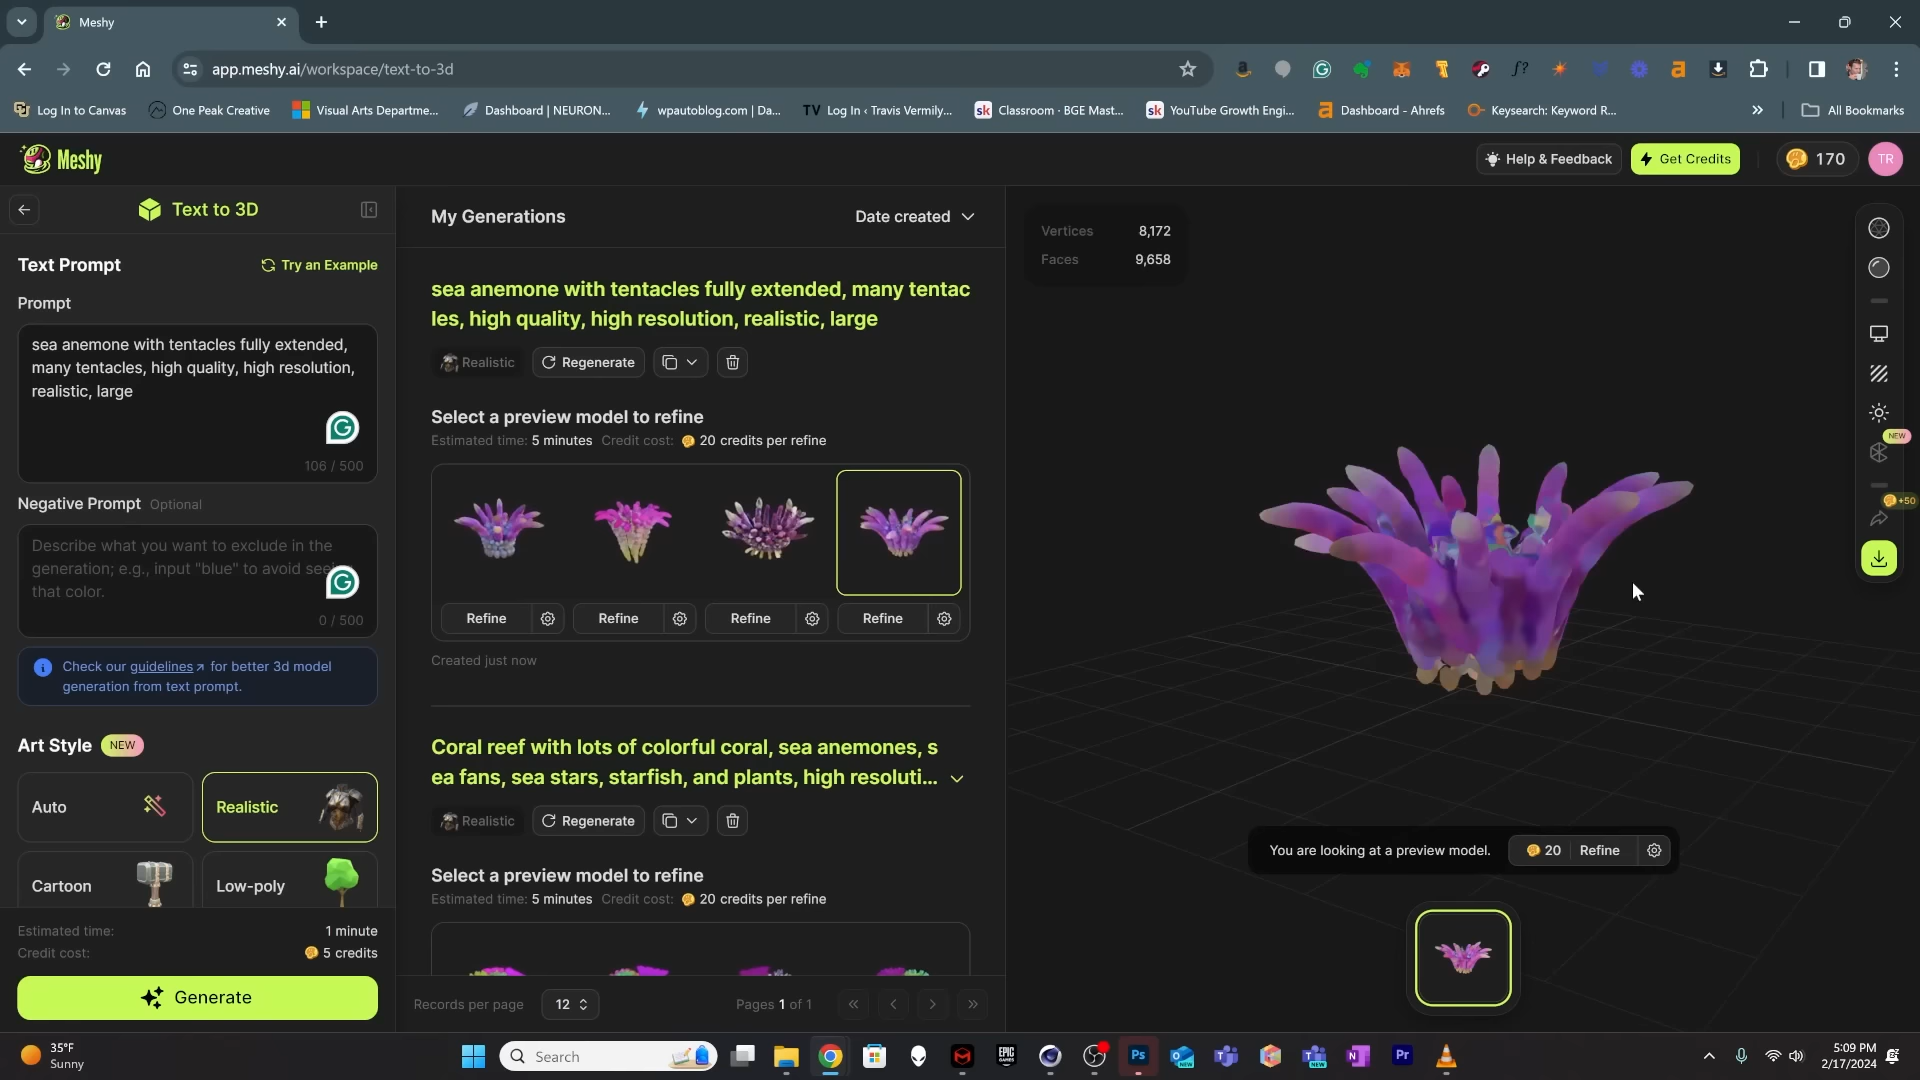 Meshy
app.meshy.ai/workspace/text-to-3d
Log In to Canvas
One Peak Creative
Visual Arts Departme...
Dashboard | NEURON...
wpautoblog.com | Da...
TV Log In ‹ Travis Vermily...
sk Classroom · BGE Mast...
sk YouTube Growth Engi...
Dashboard - Ahrefs
Keysearch: Keyword R...
All Bookmarks
Meshy
Help & Feedback
Get Credits
170
TR
Text to 3D
Text Prompt
Try an Example
Prompt
sea anemone with tentacles fully extended,
many tentacles, high quality, high resolution,
realistic, large
106 / 500
Negative Prompt Optional
Describe what you want to exclude in the
generation; e.g., input "blue" to avoid
that color.
0 / 500
Check our guidelines for better 3d model
generation from text prompt.
Art Style NEW
Auto
Realistic
Cartoon
Low-poly
Estimated time: 1 minute
Credit cost: 5 credits
Generate
My Generations
Date created
sea anemone with tentacles fully extended, many tentac
les, high quality, high resolution, realistic, large
Realistic
Regenerate
Select a preview model to refine
Estimated time: 5 minutes Credit cost: 20 credits per refine
Refine
Refine
Refine
Refine
Created just now
Coral reef with lots of colorful coral, sea anemones, s
ea fans, sea stars, starfish, and plants, high resoluti...
Realistic
Regenerate
Select a preview model to refine
Estimated time: 5 minutes Credit cost: 20 credits per refine
Records per page 12
Pages 1 of 1
Vertices 8,172
Faces 9,658
NEW
+50
You are looking at a preview model.
20 Refine
35°F
Sunny
Search
EPIC
GAMES
Ps
NEW
NEW
Pr
5:09 PM
2/17/2024